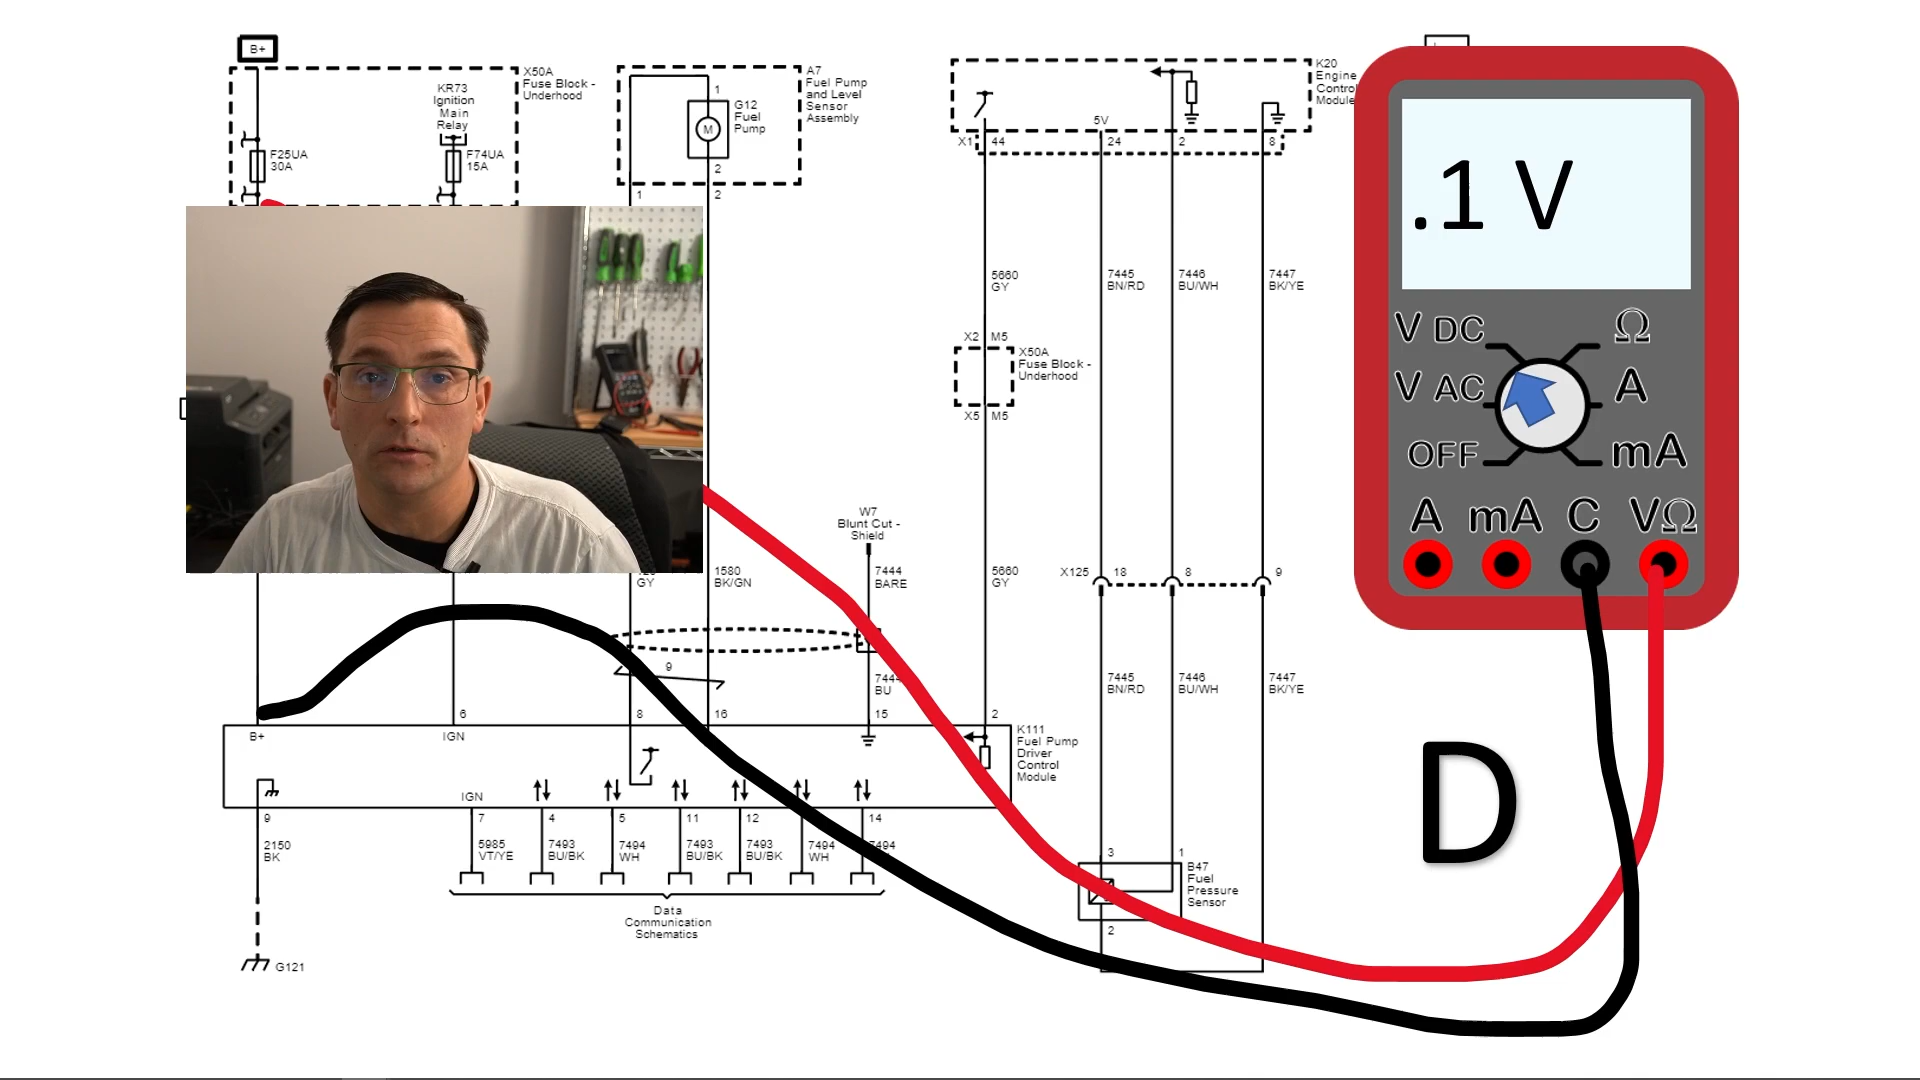 B+
X50A
Fuse Block -
Underhood
KR73
Ignition
Main
Relay
F25UA
30A
F74UA
15A
A7
Fuel Pump
and Level
Sensor
Assembly
1
G12
Fuel
Pump
M
2
1
2
K20
Engine
Control
Module
5V
X1
44
24
2
8
5660
GY
7445
BN/RD
7446
BU/WH
7447
BK/YE
X2
M5
X50A
Fuse Block -
Underhood
X5
M5
W7
Blunt Cut -
Shield
GY
1580
BK/GN
7444
BARE
5660
GY
X125
18
8
9
9
7444
BU
7445
BN/RD
7446
BU/WH
7447
BK/YE
6
8
16
15
2
B+
IGN
K111
Fuel Pump
Driver
Control
Module
IGN
9
7
4
5
11
12
14
2150
BK
5985
VT/YE
7493
BU/BK
7494
WH
7493
BU/BK
7493
BU/BK
7494
WH
7494
G121
Data
Communication
Schematics
3
1
B47
Fuel
Pressure
Sensor
2
.1 V
V DC
Ω
V AC
A
OFF
mA
A mA C VΩ
D